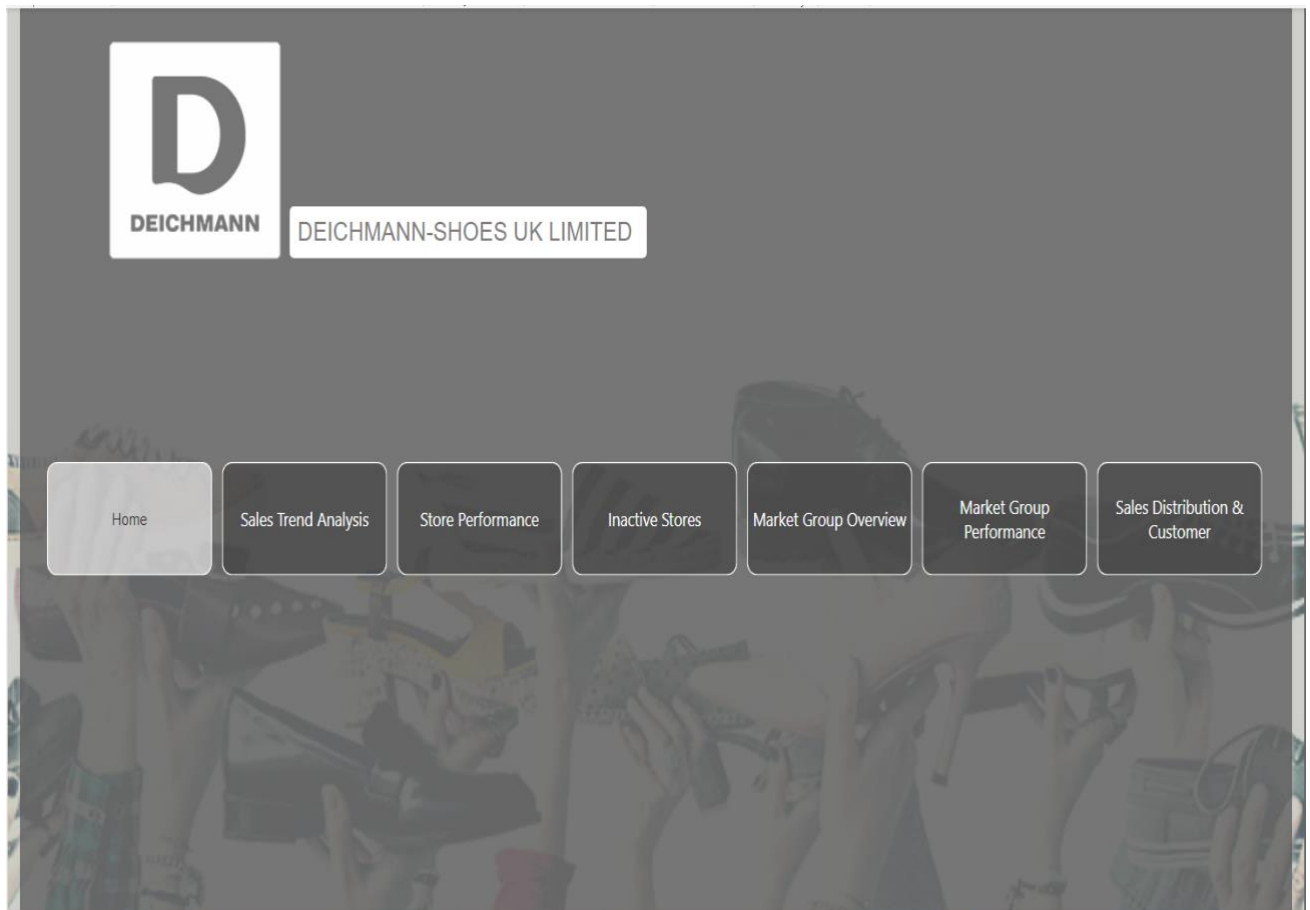 DEICHMANN
DEICHMANN-SHOES UK LIMITED
Home
Sales Trend Analysis
Store Performance
Inactive Stores
Market Group Overview
Market Group
Performance
Sales Distribution &
Customer